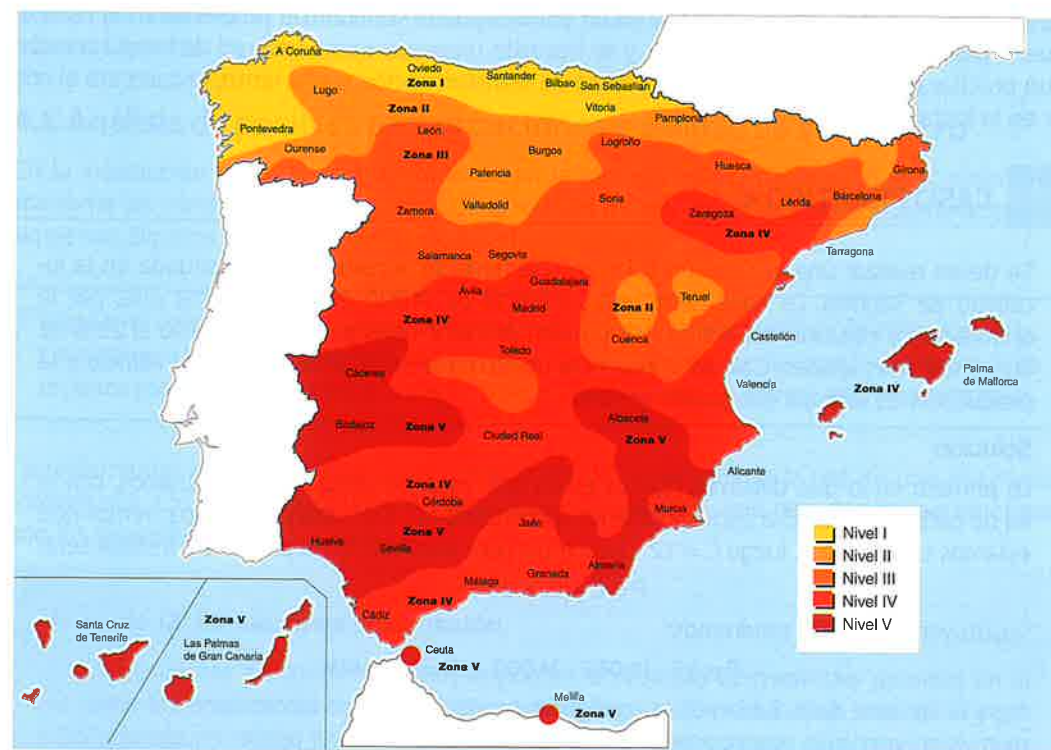 A Coruña
Oviedo
Santander
Bilbao
San Sebastian
Zona I
Lugo
Vitoria
Zona II
Pamplona
Pontevedra
León
Logroño
Ourense
Zona III
Burgos
Huesca
Girona
Palencia
Barcelona
Zamora
Valladolid
Soria
Zaragoza
Lérida
Zona IV
Tarragona
Salamanca
Segovia
Ávila
Guadalajara
Madrid
Zona II
Teruel
Zona IV
Cuenca
Castellón
Toledo
Cáceres
Valencia
Zona IV
Palma
de Mallorca
Badajoz
Zona V
Ciudad Real
Albacete
Zona V
Alicante
Zona IV
Córdoba
Murcia
Zona V
Jaén
Huelva
Sevilla
Granada
Almería
Málaga
Cádiz
Zona IV
Nivel I
Nivel II
Nivel III
Nivel IV
Nivel V
Zona V
Santa Cruz
de Tenerife
Las Palmas
de Gran Canaria
Ceuta
Zona V
Melilla
Zona V